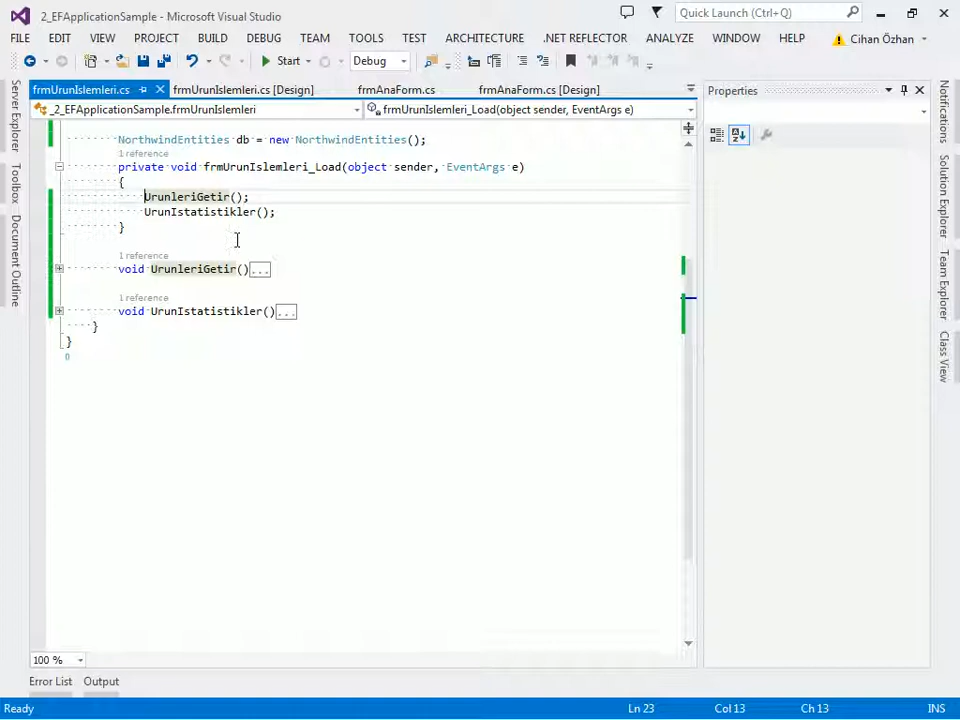 2_EFApplicationSample - Microsoft Visual Studio
Quick Launch (Ctrl+Q)
FILE EDIT VIEW PROJECT BUILD DEBUG TEAM TOOLS TEST ARCHITECTURE .NET REFLECTOR ANALYZE WINDOW HELP Cihan Özhan
Start Debug
frmUrunIslemleri.cs frmUrunIslemleri.cs [Design] frmAnaForm.cs frmAnaForm.cs [Design]
Properties
_2_EFApplicationSample.frmUrunIslemleri frmUrunIslemleri_Load(object sender, EventArgs e)
NorthwindEntities db = new NorthwindEntities();
1 reference
private void frmUrunIslemleri_Load(object sender, EventArgs e)
{
UrunleriGetir();
UrunIstatistikler();
}
1 reference
void UrunleriGetir()...
1 reference
void UrunIstatistikler()...
}
}
0
100 %
Error List Output
Ready Ln 23 Col 13 Ch 13 INS
Server Explorer
Toolbox
Document Outline
Notifications
Solution Explorer
Team Explorer
Class View